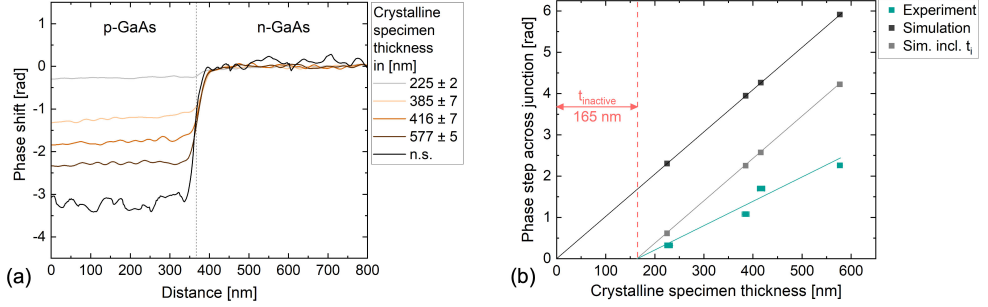 p-GaAs
n-GaAs
1
0
-1
-2
-3
-4
Phase shift [rad]
0
100
200
300
400
500
600
700
800
Distance [nm]
(a)
Crystalline
specimen
thickness
in [nm]
225 ± 2
385 ± 7
416 ± 7
577 ± 5
n.s.
6
5
4
3
2
1
0
Phase step across junction [rad]
t_inactive
165 nm
0
100
200
300
400
500
600
Crystalline specimen thickness [nm]
(b)
Experiment
Simulation
Sim. incl. t_i